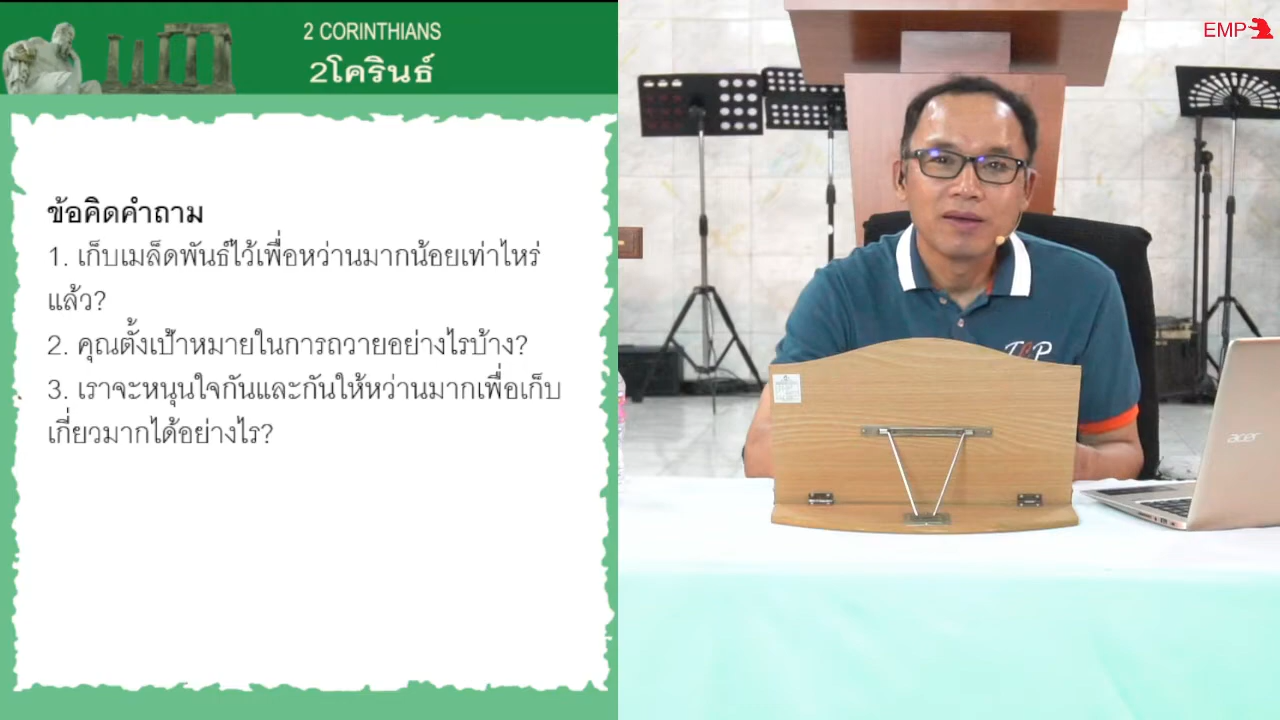 2 CORINTHIANS
2โครินธ์
ข้อคิดคำถาม
1. เก็บเมล็ดพันธ์ไว้เพื่อหว่านมากน้อยเท่าไหร่
แล้ว?
2. คุณตั้งเป้าหมายในการถวายอย่างไรบ้าง?
3. เราจะหนุนใจกันและกันให้หว่านมากเพื่อเก็บ
เกี่ยวมากได้อย่างไร?
EMP
acer